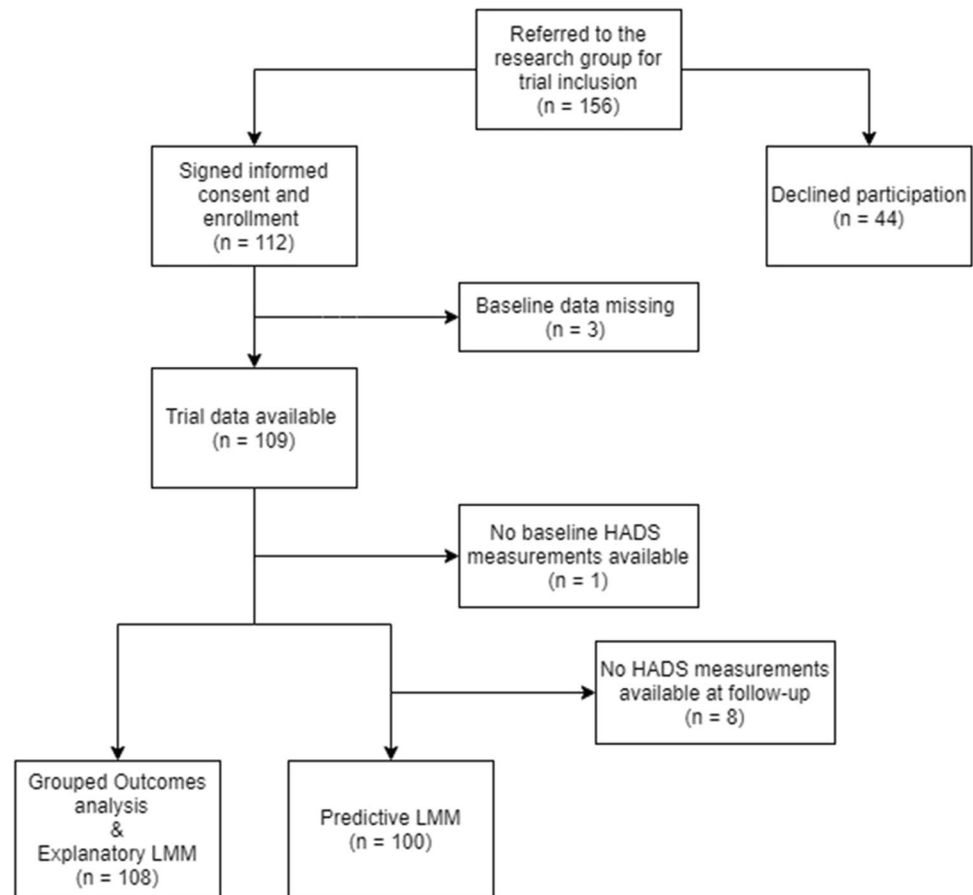 Referred to the
research group for
trial inclusion
(n = 156)
Signed informed
consent and
enrollment
(n = 112)
Declined participation
(n = 44)
Baseline data missing
(n = 3)
Trial data available
(n = 109)
No baseline HADS
measurements available
(n = 1)
No HADS measurements
available at follow-up
(n = 8)
Grouped Outcomes
analysis
&
Explanatory LMM
(n = 108)
Predictive LMM
(n = 100)